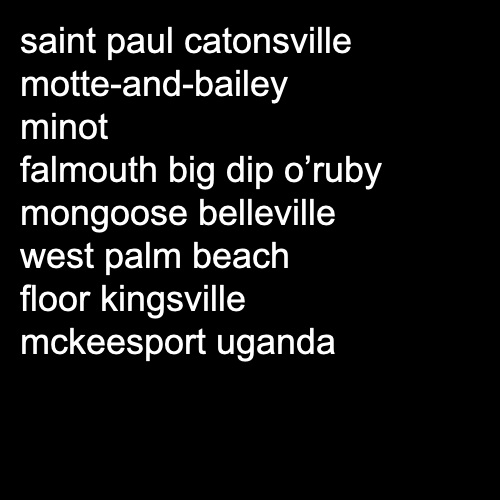 saint paul catonsville
motte-and-bailey
minot
falmouth big dip o’ruby
mongoose belleville
west palm beach
floor kingsville
mckeesport uganda